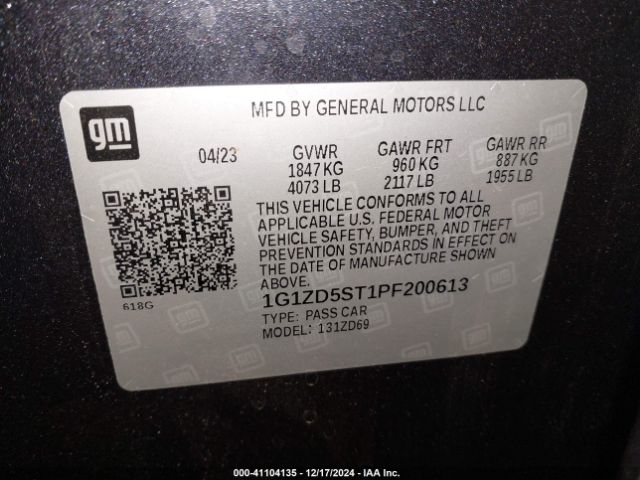 gm
MFD BY GENERAL MOTORS LLC
04/23
GVWR
1847 KG
4073 LB
GAWR FRT
960 KG
2117 LB
GAWR RR
887 KG
1955 LB
THIS VEHICLE CONFORMS TO ALL
APPLICABLE U.S. FEDERAL MOTOR
VEHICLE SAFETY, BUMPER, AND THEFT
PREVENTION STANDARDS IN EFFECT ON
THE DATE OF MANUFACTURE SHOWN
ABOVE.
618G
1G1ZD5ST1PF200613
TYPE: PASS CAR
MODEL: 131ZD69
000-41104135 - 12/17/2024 - IAA Inc.